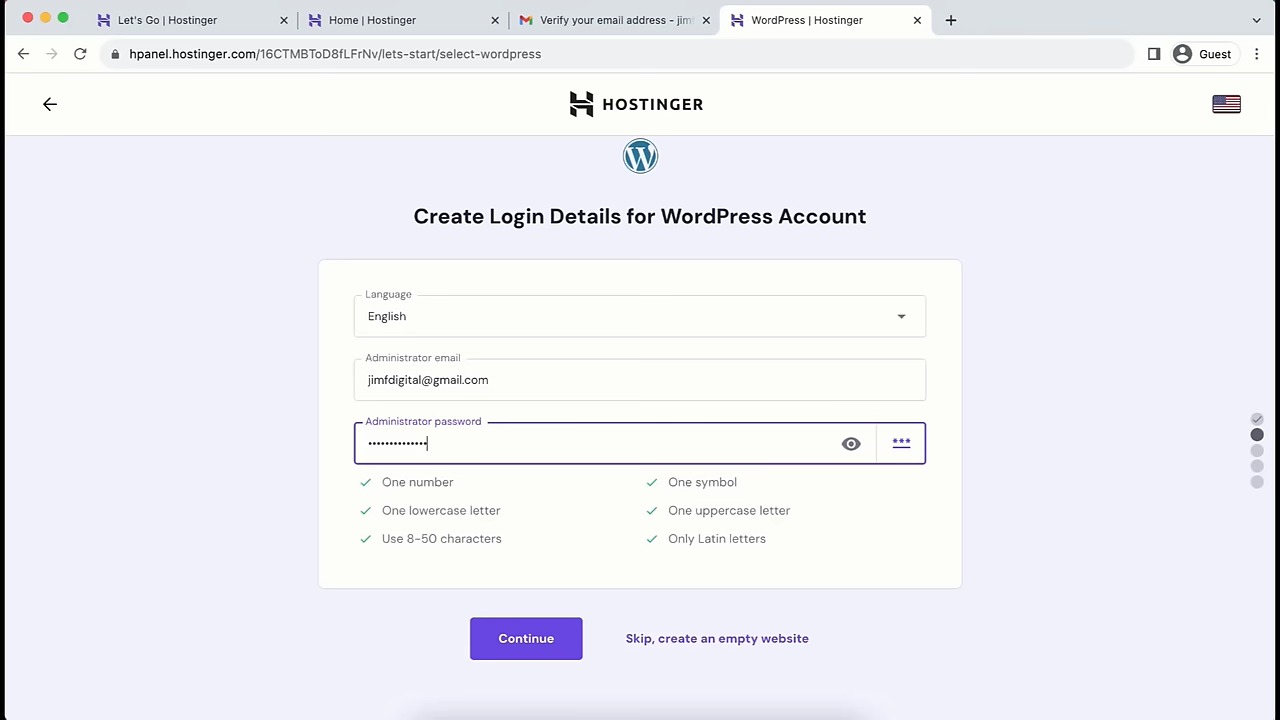 Let's Go | Hostinger
Home | Hostinger
Verify your email address - jim
WordPress | Hostinger
hpanel.hostinger.com/16CTMBToD8fLFrNv/lets-start/select-wordpress
Guest
HOSTINGER
Create Login Details for WordPress Account
Language
English
Administrator email
jimfdigital@gmail.com
Administrator password
••••••••••••••
One number
One symbol
One lowercase letter
One uppercase letter
Use 8-50 characters
Only Latin letters
Continue
Skip, create an empty website